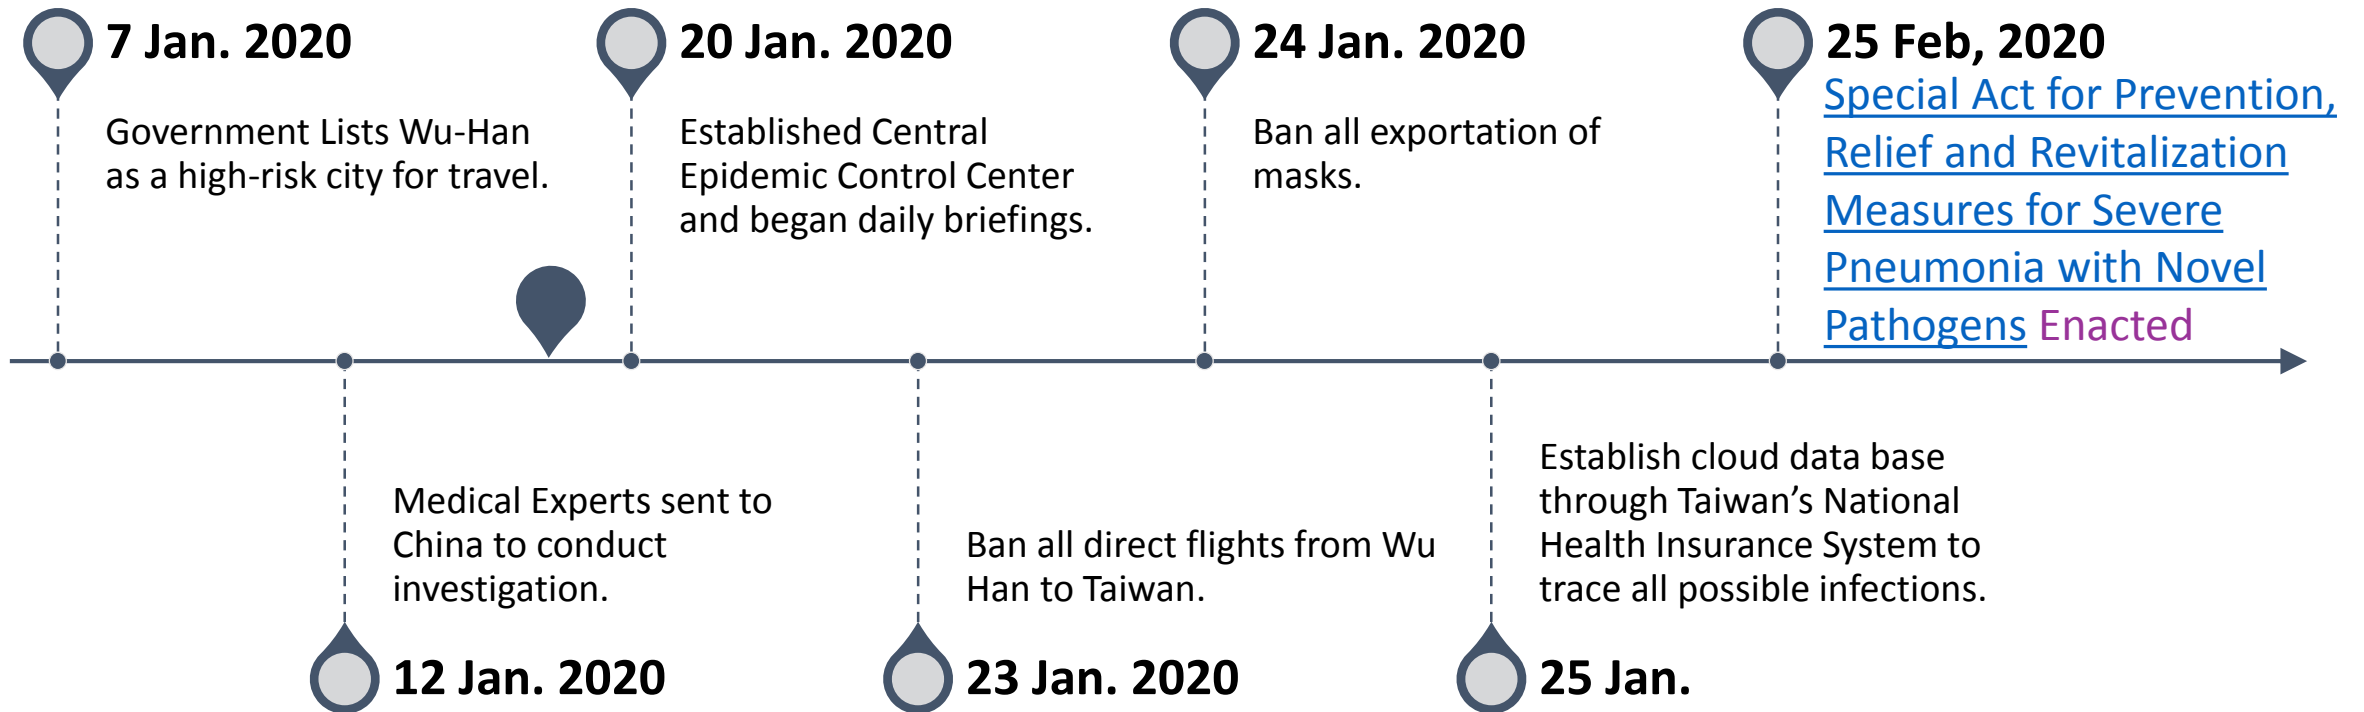 7 Jan. 2020
Government Lists Wu-Han
as a high-risk city for travel.
20 Jan. 2020
Established Central
Epidemic Control Center
and began daily briefings.
24 Jan. 2020
Ban all exportation of
masks.
25 Feb, 2020
Special Act for Prevention,
Relief and Revitalization
Measures for Severe
Pneumonia with Novel
Pathogens Enacted
Medical Experts sent to
China to conduct
investigation.
12 Jan. 2020
Ban all direct flights from Wu
Han to Taiwan.
23 Jan. 2020
Establish cloud data base
through Taiwan’s National
Health Insurance System to
trace all possible infections.
25 Jan.